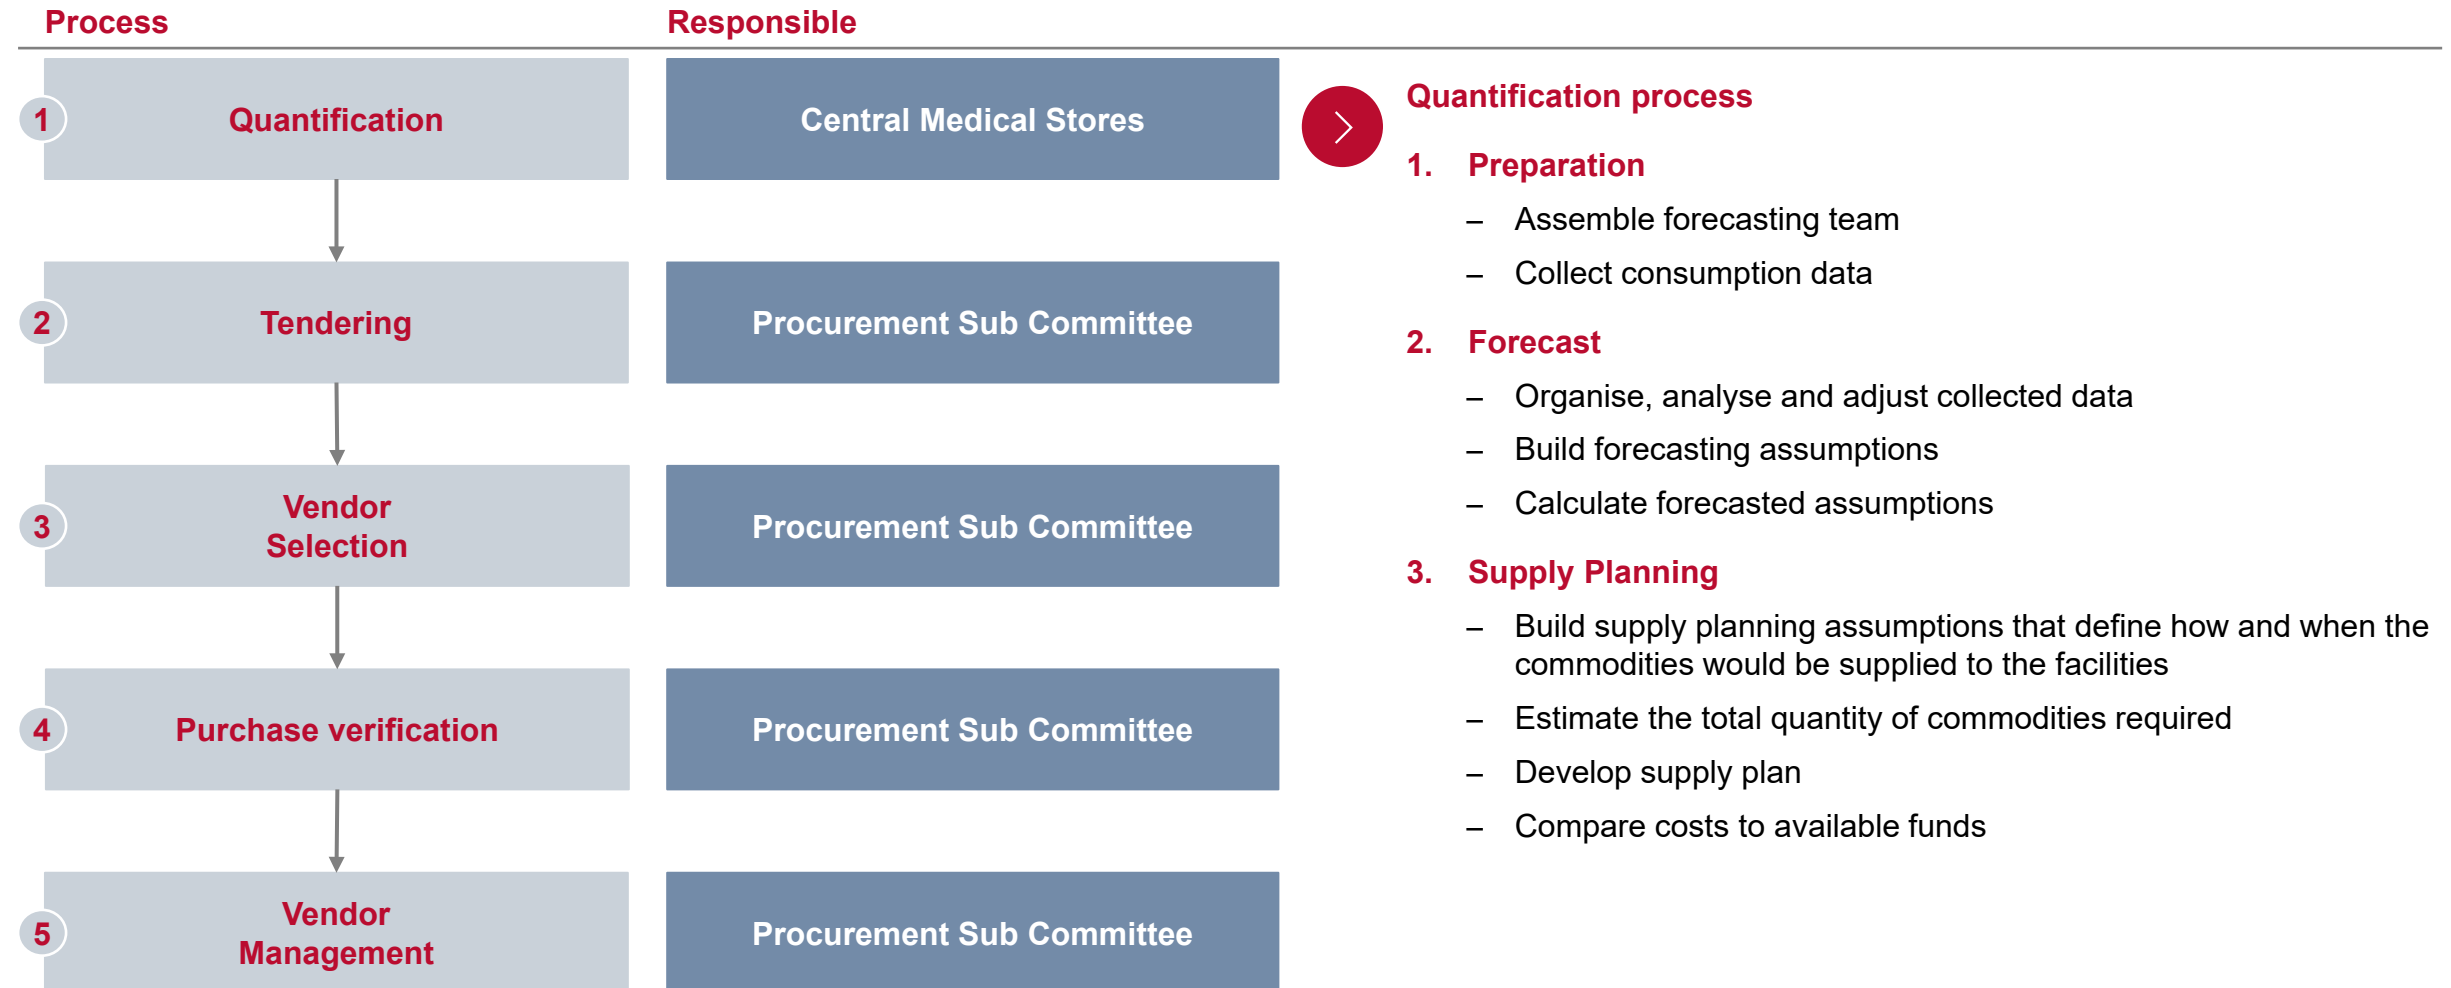 Process
Responsible
1
Quantification
Central Medical Stores
2
Tendering
Procurement Sub Committee
3
Vendor
Selection
Procurement Sub Committee
4
Purchase verification
Procurement Sub Committee
5
Vendor
Management
Procurement Sub Committee
Quantification process
1. Preparation
– Assemble forecasting team
– Collect consumption data
2. Forecast
– Organise, analyse and adjust collected data
– Build forecasting assumptions
– Calculate forecasted assumptions
3. Supply Planning
– Build supply planning assumptions that define how and when the
commodities would be supplied to the facilities
– Estimate the total quantity of commodities required
– Develop supply plan
– Compare costs to available funds